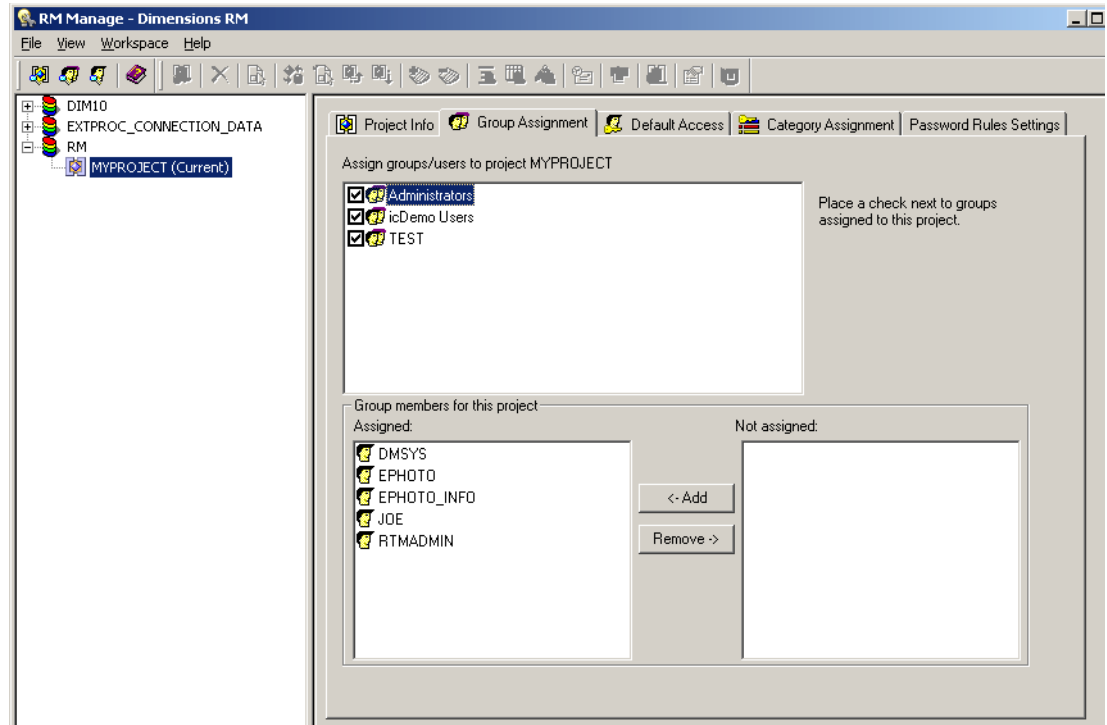 RM Manage - Dimensions RM
File View Workspace Help
DIM10
EXTPROC_CONNECTION_DATA
RM
MYPROJECT (Current)
Project Info Group Assignment Default Access Category Assignment Password Rules Settings
Assign groups/users to project MYPROJECT
Administrators
icDemo Users
TEST
Place a check next to groups
assigned to this project.
Group members for this project
Assigned:
DMSYS
EPHOTO
EPHOTO_INFO
JOE
RTMADMIN
<- Add
Remove ->
Not assigned: